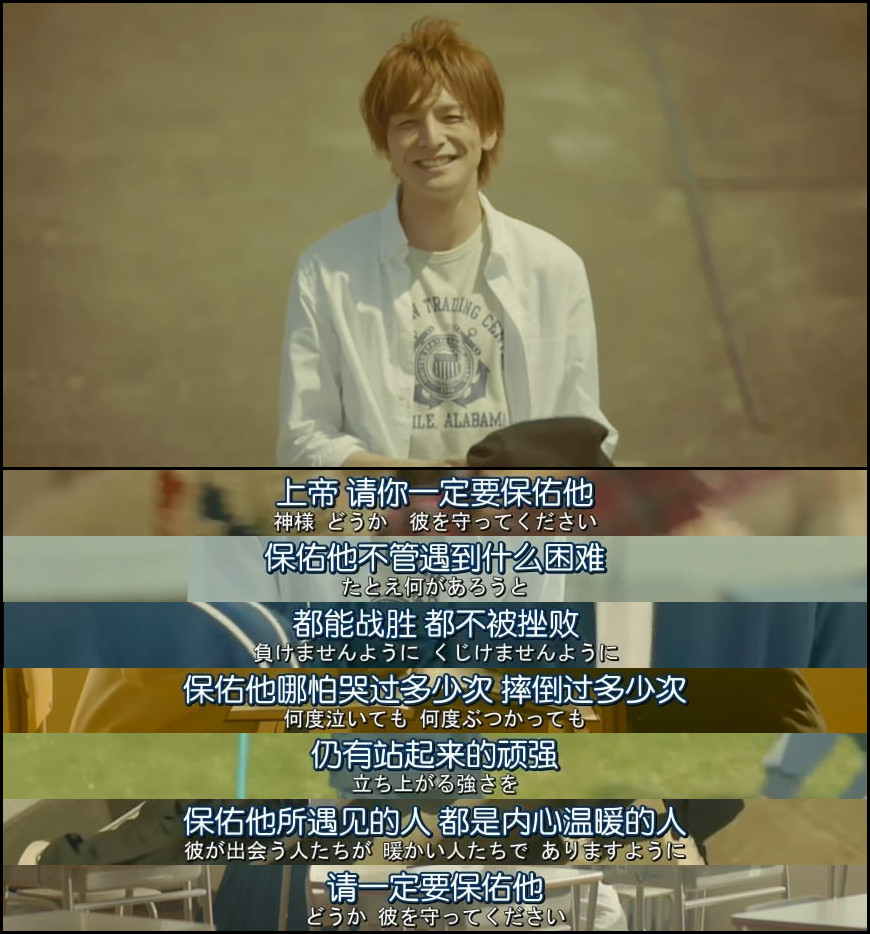 N TRADING CEN
ILE, ALABAM
上帝 请你一定要保佑他
神様 どうか 彼を守ってください
保佑他不管遇到什么困难
たとえ何があろうと
都能战胜 都不被挫败
負けませんように くじけませんように
保佑他哪怕哭过多少次 摔倒过多少次
何度泣いても 何度ぶつかっても
仍有站起来的顽强
立ち上がる強さを
保佑他所遇见的人 都是内心温暖的人
彼が出会う人たちが 暖かい人たちで ありますように
请一定要保佑他
どうか 彼を守ってください